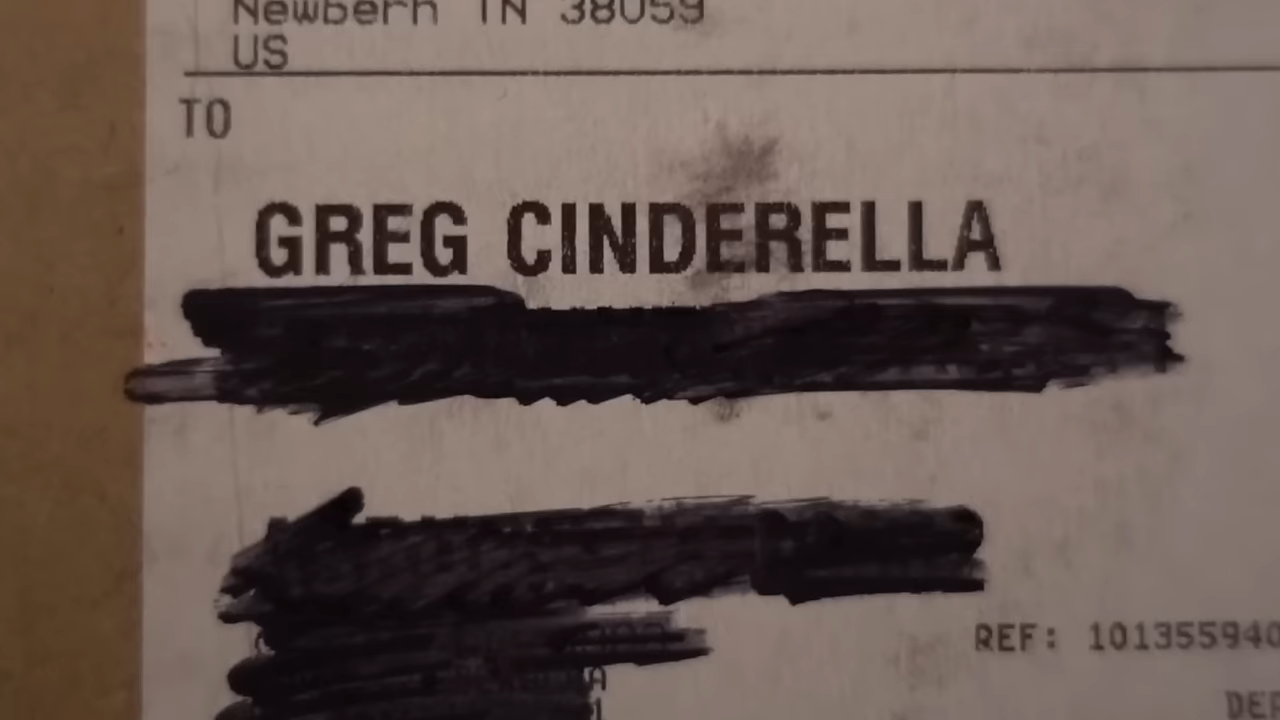 Newbern TN 38059
US
TO
GREG CINDERELLA
REF: 101355940